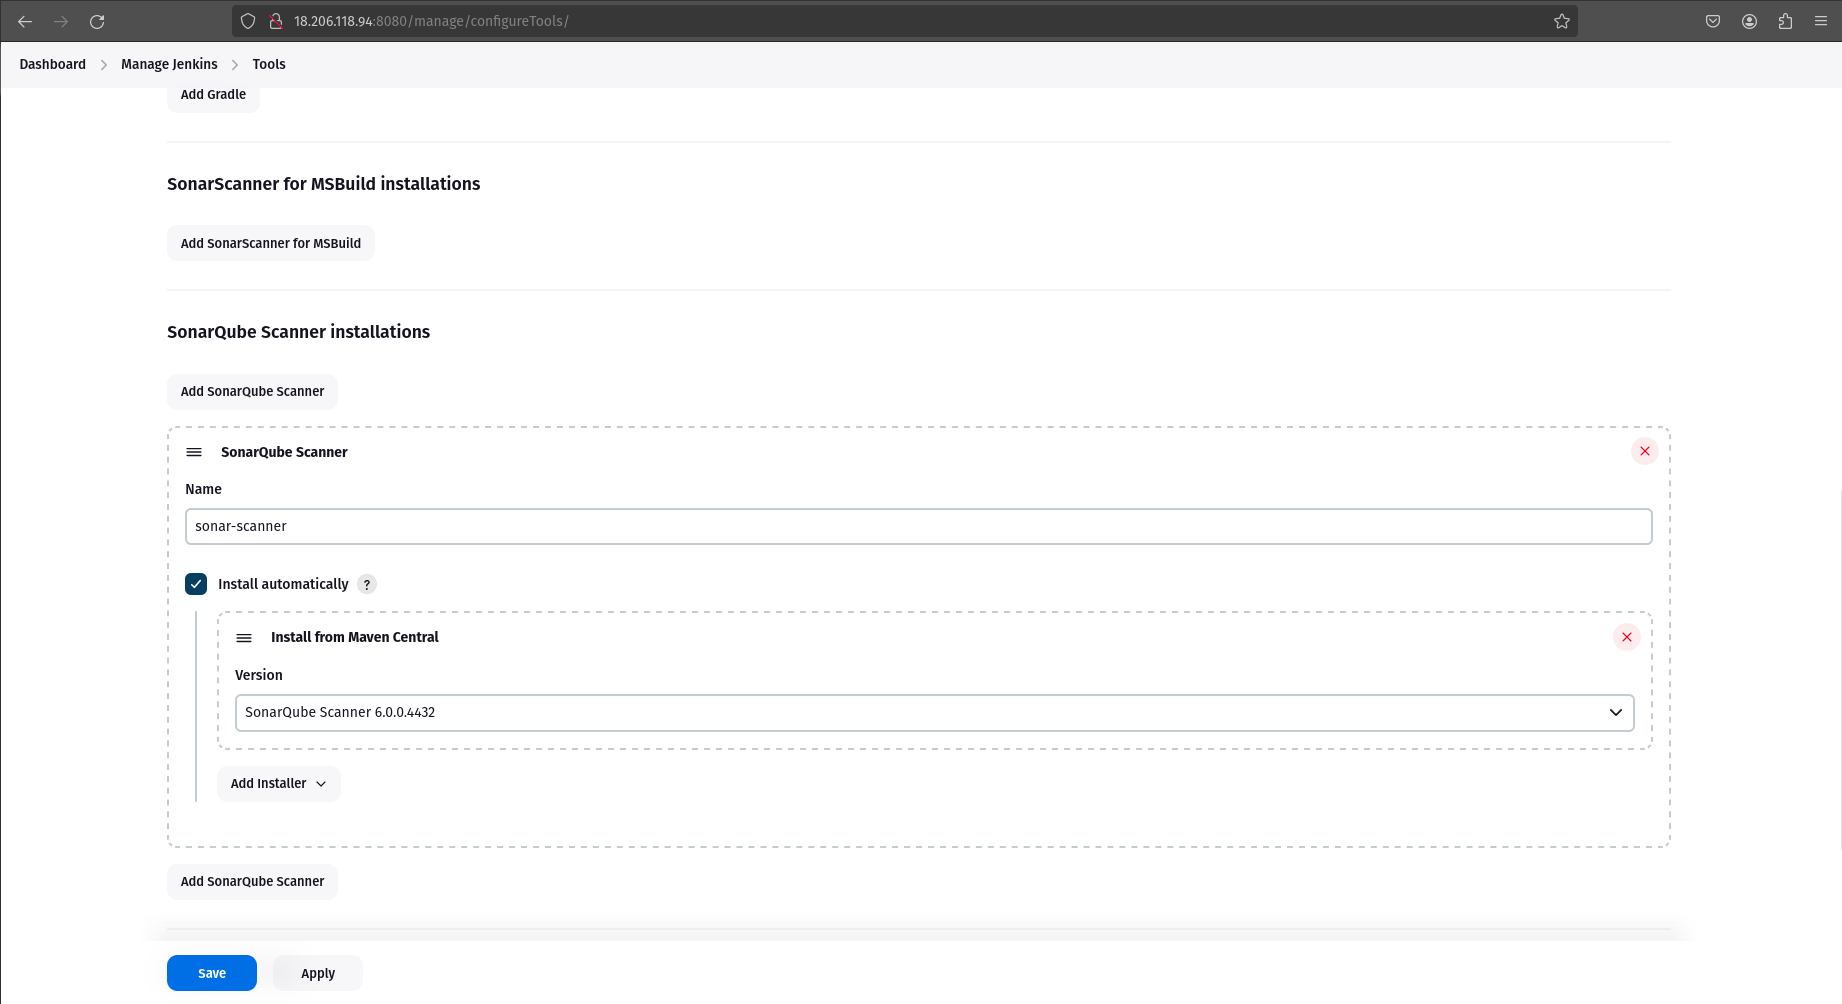 18.206.118.94:8080/manage/configureTools/
Dashboard > Manage Jenkins > Tools
Add Gradle
SonarScanner for MSBuild installations
Add SonarScanner for MSBuild
SonarQube Scanner installations
Add SonarQube Scanner
SonarQube Scanner
Name
sonar-scanner
Install automatically ?
Install from Maven Central
Version
SonarQube Scanner 6.0.0.4432
Add Installer
Add SonarQube Scanner
Save Apply